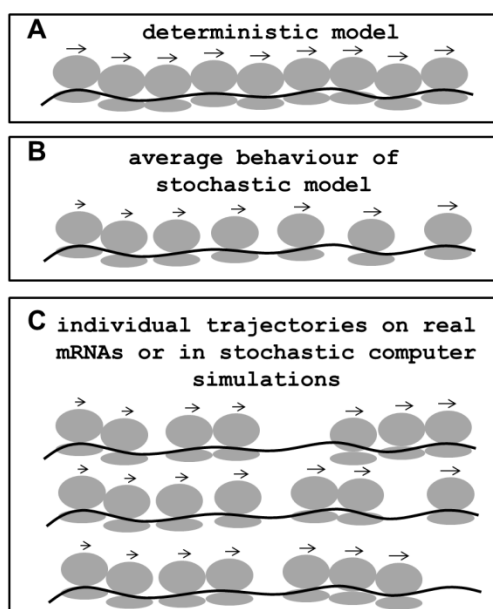 A deterministic model
B average behaviour of
stochastic model
C individual trajectories on real
mRNAs or in stochastic computer
simulations